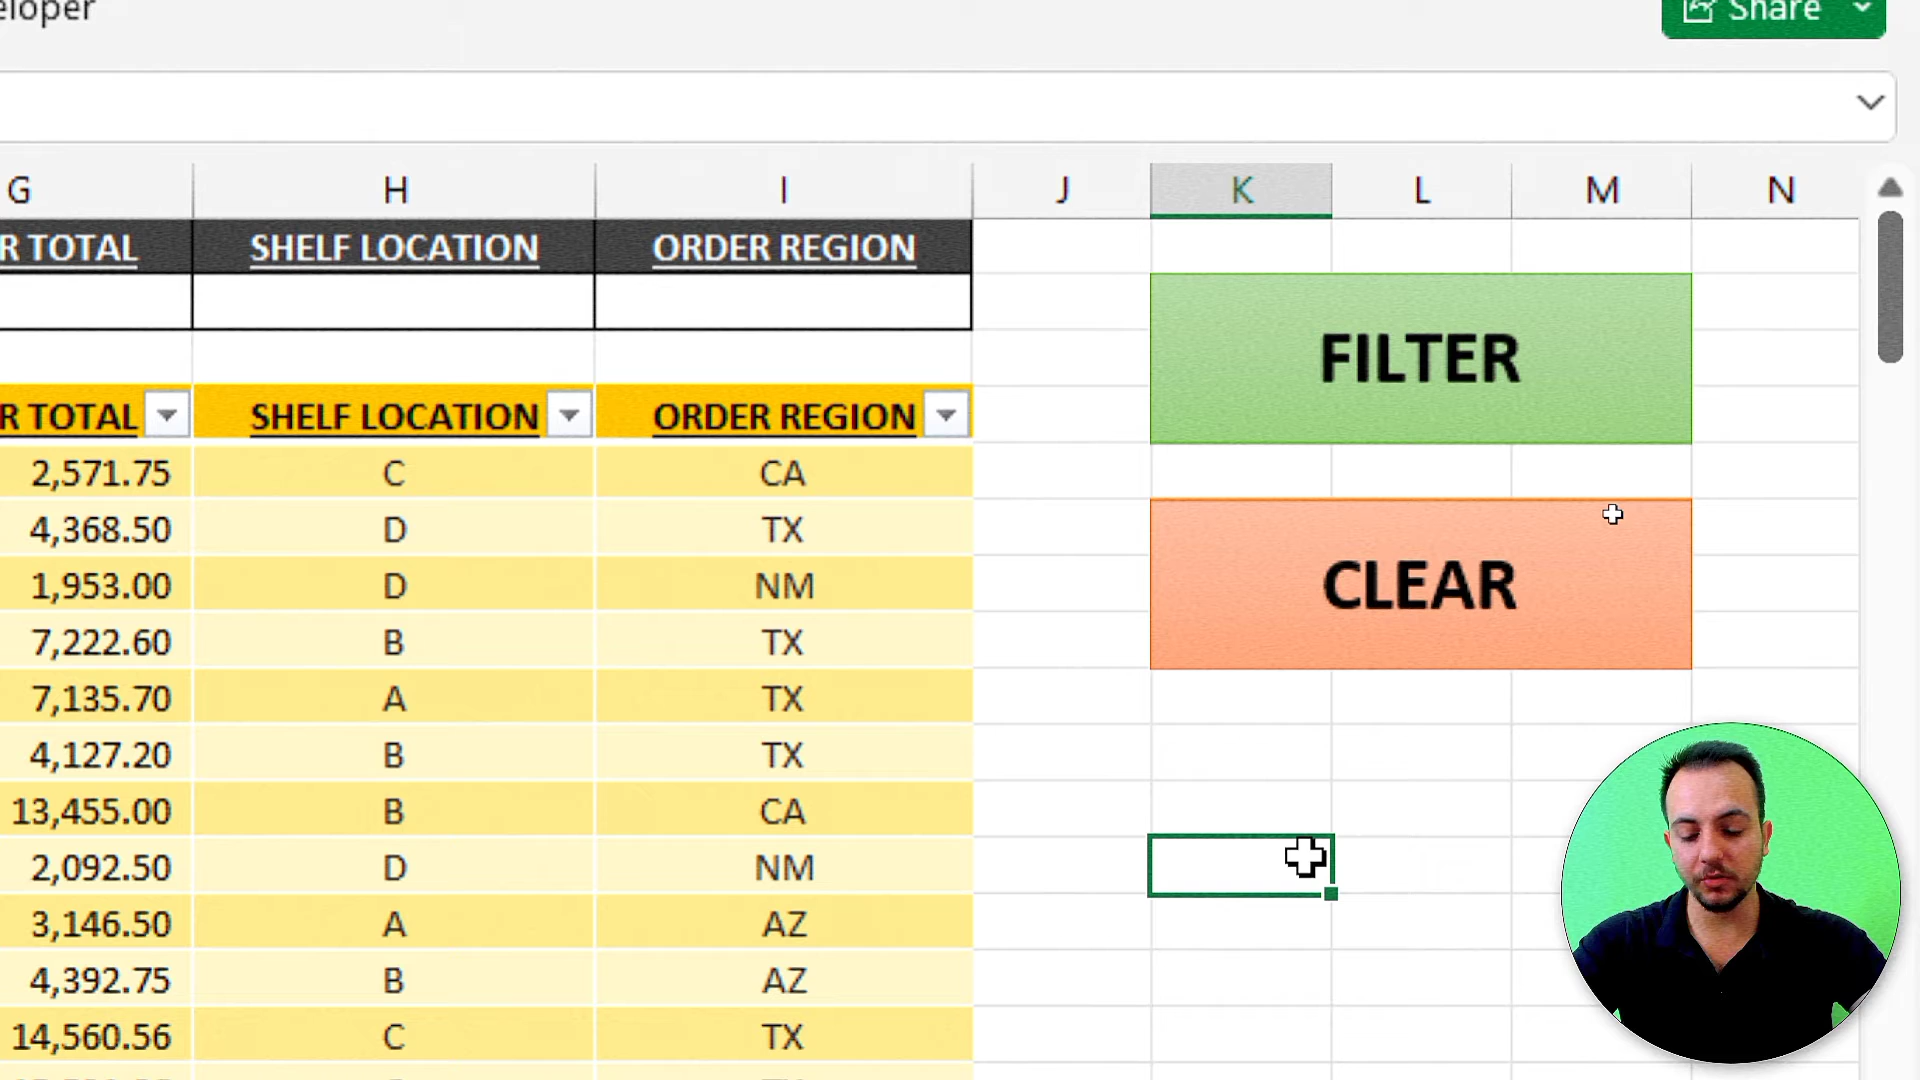 eloper
Share
G H I J K L M N
R TOTAL SHELF LOCATION ORDER REGION
FILTER
R TOTAL SHELF LOCATION ORDER REGION
2,571.75 C CA
4,368.50 D TX
CLEAR
1,953.00 D NM
7,222.60 B TX
7,135.70 A TX
4,127.20 B TX
13,455.00 B CA
2,092.50 D NM
3,146.50 A AZ
4,392.75 B AZ
14,560.56 C TX